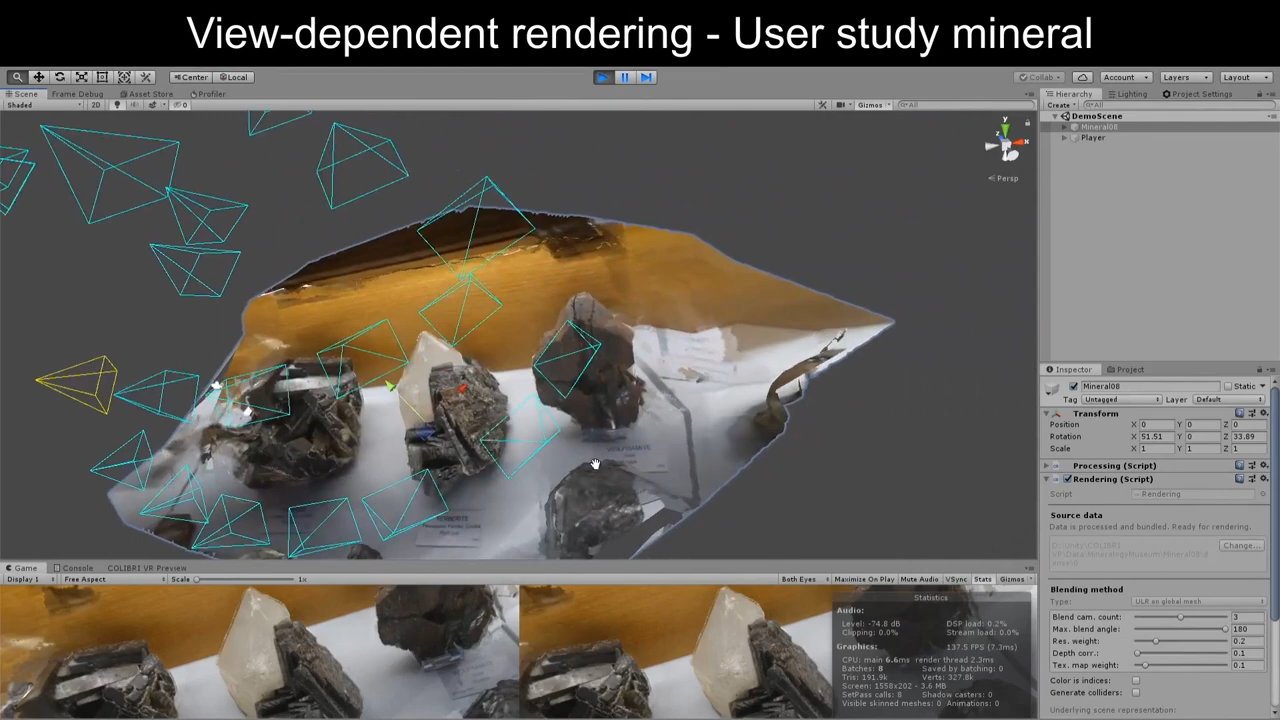 View-dependent rendering - User study mineral
Center Local
Collab Account Layers Layout
Scene Frame Debug Asset Store Profiler
Shaded 2D 0 Gizmos All
y x z
Persp
Hierarchy Lighting Project Settings
Create All
DemoScene
Mineral08
Player
Inspector Project
Mineral08 Static
Tag Untagged Layer Default
Transform
Position X 0 Y 0 Z 0
Rotation X 51.51 Y 0 Z 33.89
Scale X 1 Y 1 Z 1
Processing (Script)
Rendering (Script)
Script Rendering
Source data
Data is processed and bundled. Ready for rendering.
Change...
Blending method
Type: ULR on global mesh
Blend cam. count: 3
Max. blend angle: 180
Res. weight: 0.2
Depth corr.: 0.1
Tex. map weight: 0.1
Color is indices:
Generate colliders:
Underlying scene representation:
Game Console COLIBRI VR Preview
Display 1 Free Aspect Scale 1x Both Eyes Maximize On Play Mute Audio VSync Stats Gizmos
Statistics
Audio:
Level: -74.8 dB DSP load: 0.2%
Clipping: 0.0% Stream load: 0.0%
Graphics: 137.5 FPS (7.3ms)
CPU: main 6.6ms render thread 2.3ms
Batches: 8 Saved by batching: 0
Tris: 191.9k Verts: 327.8k
Screen: 1558x202 - 3.6 MB
SetPass calls: 8 Shadow casters: 0
Visible skinned meshes: 0 Animations: 0